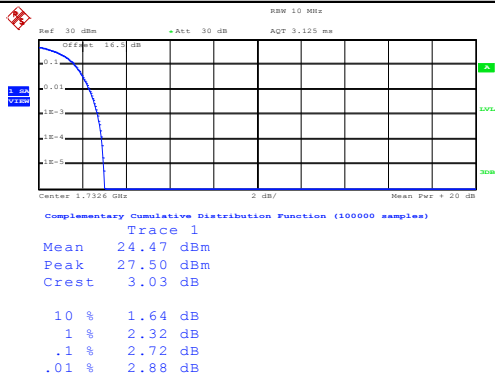 RBW 10 MHz
Ref 30 dBm * Att 30 dB AQT 3.125 ms
Offset 16.5 dB
0.1
A
1 SA
VIEW
0.01
LVL
1E-3
1E-4
1E-5
3DB
Center 1.7326 GHz 2 dB/ Mean Pwr + 20 dB
Complementary Cumulative Distribution Function (100000 samples)
Trace 1
Mean 24.47 dBm
Peak 27.50 dBm
Crest 3.03 dB
10 % 1.64 dB
1 % 2.32 dB
.1 % 2.72 dB
.01 % 2.88 dB